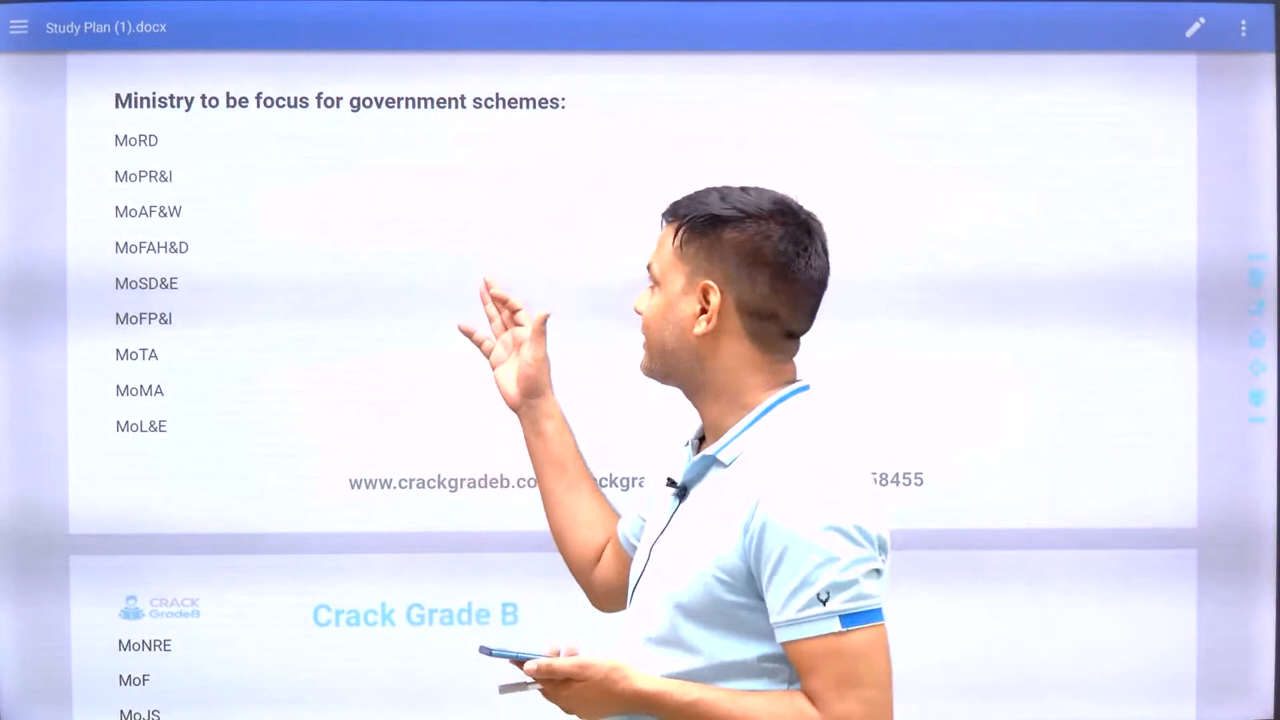 Study Plan (1).docx
Ministry to be focus for government schemes:
MoRD
MoPR&I
MoAF&W
MoFAH&D
MoSD&E
MoFP&I
MoTA
MoMA
MoL&E
www.crackgradeb.co
58455
CRACK
GradeB
Crack Grade B
MoNRE
MoF
MoJS